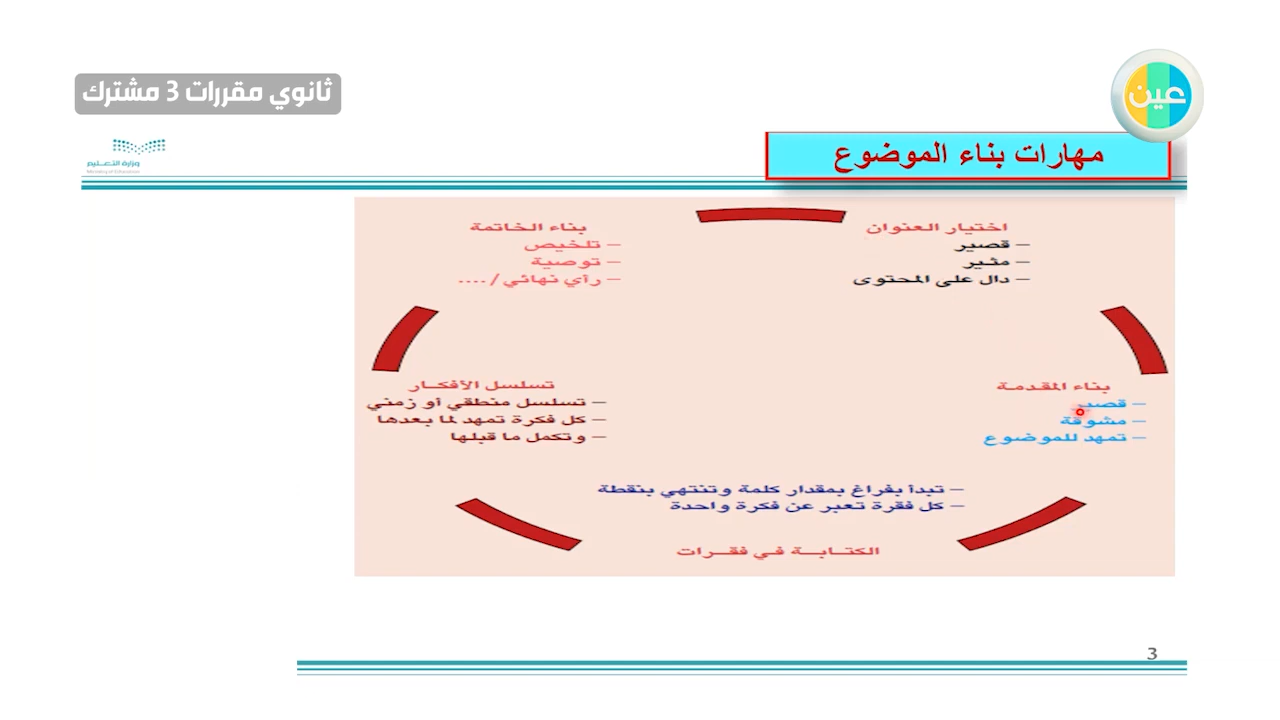 ثانوي مقررات 3 مشترك
عين
وزارة التعليم
Ministry of Education
مهارات بناء الموضوع
اختيار العنوان
– قصير
– مثير
– دال على المحتوى
بناء المقدمة
– قصير
– مشوقة
– تمهد للموضوع
– تبدأ بفراغ بمقدار كلمة وتنتهي بنقطة
– كل فقرة تعبر عن فكرة واحدة
الكتابة في فقرات
تسلسل الأفكار
– تسلسل منطقي أو زمني
– كل فكرة تمهد لما بعدها
– وتكمل ما قبلها
بناء الخاتمة
– تلخيص
– توصية
– رأي نهائي/ ....
3